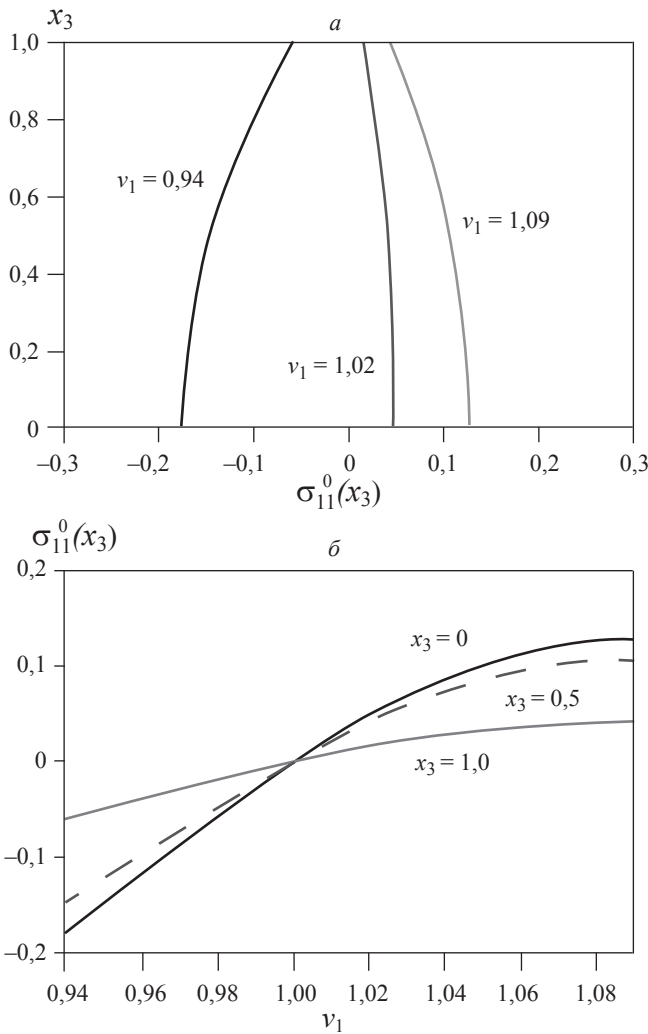 x₃ а
1,0
0,8
v₁ = 0,94
0,6
v₁ = 1,09
0,4
0,2
v₁ = 1,02
0
–0,3 –0,2 –0,1 0 0,1 0,2 0,3
σ₁₁⁰(x₃)
σ₁₁⁰(x₃) б
0,2
x₃ = 0
0,1
x₃ = 0,5
0
x₃ = 1,0
–0,1
–0,2
0,94 0,96 0,98 1,00 1,02 1,04 1,06 1,08
v₁